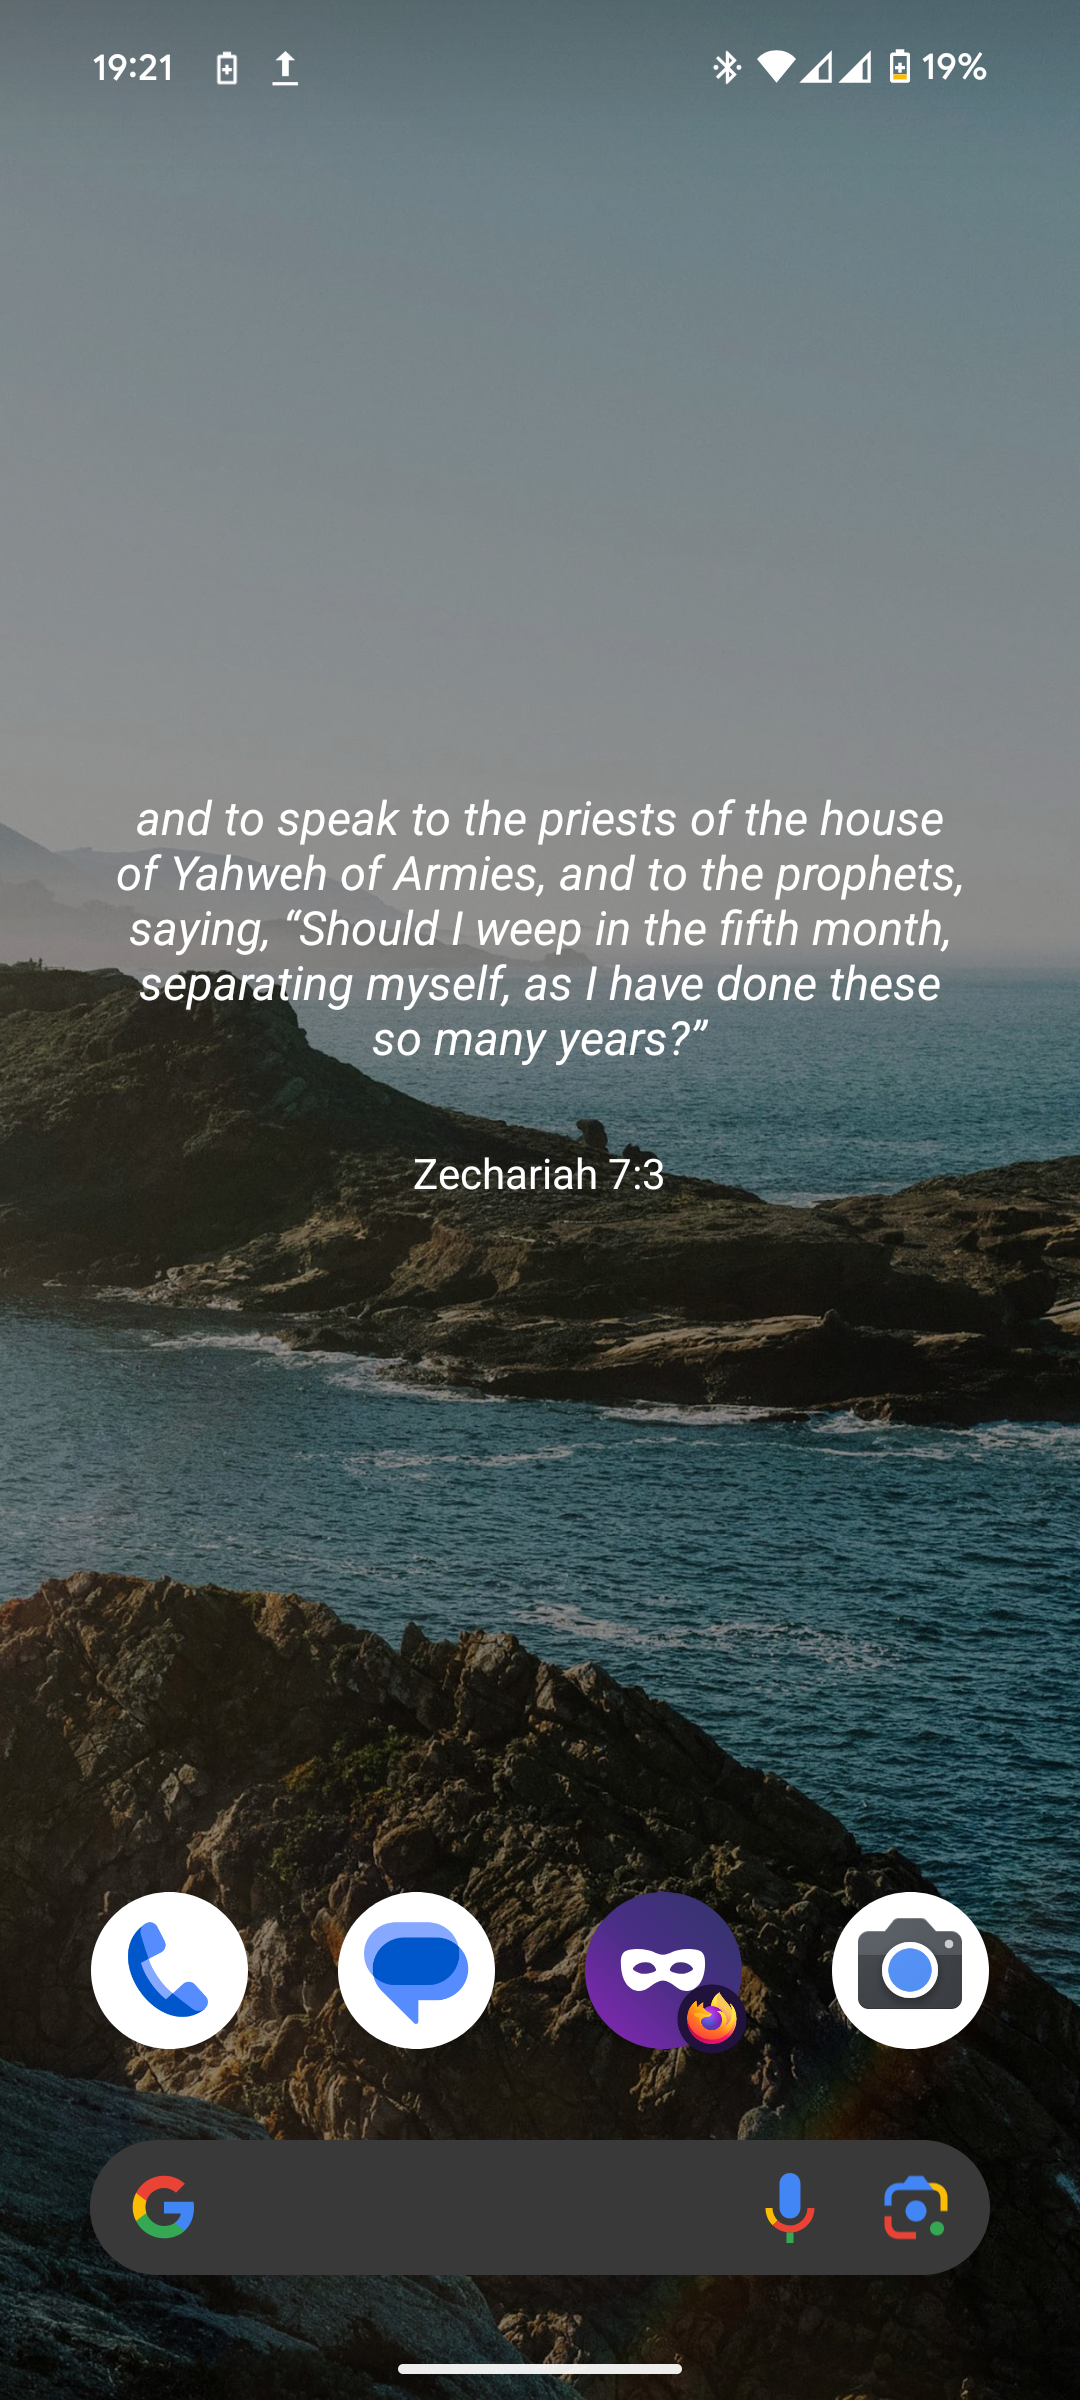 19:21
19%
and to speak to the priests of the house
of Yahweh of Armies, and to the prophets,
saying, “Should I weep in the fifth month,
separating myself, as I have done these
so many years?”
Zechariah 7:3